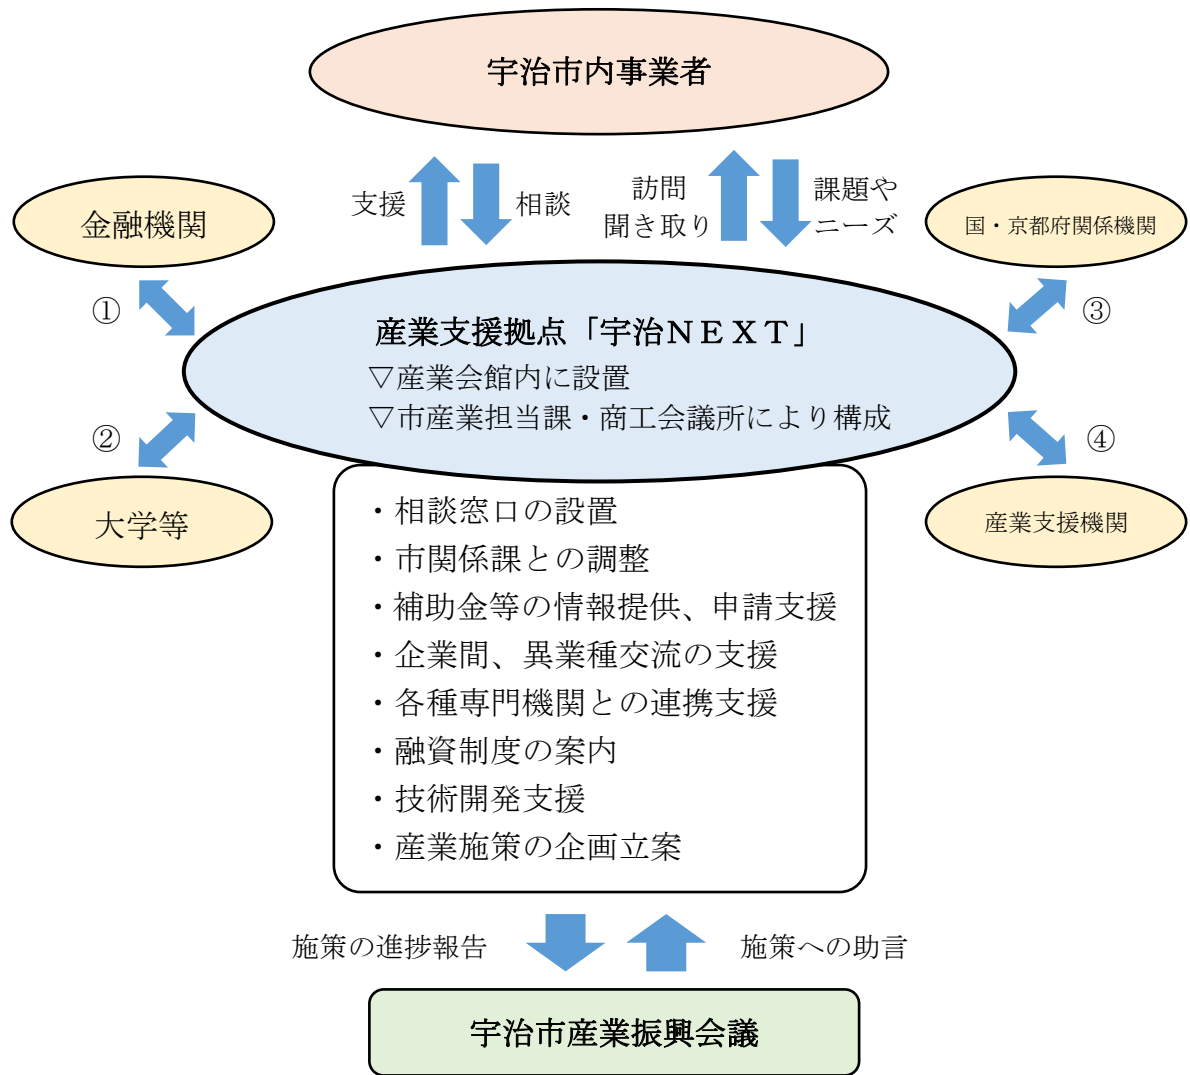 宇治市内事業者
支援
相談
訪問
聞き取り
課題や
ニーズ
金融機関
国・京都府関係機関
①
③
産業支援拠点「宇治ＮＥＸＴ」
▽産業会館内に設置
▽市産業担当課・商工会議所により構成
②
④
大学等
産業支援機関
・相談窓口の設置
・市関係課との調整
・補助金等の情報提供、申請支援
・企業間、異業種交流の支援
・各種専門機関との連携支援
・融資制度の案内
・技術開発支援
・産業施策の企画立案
施策の進捗報告
施策への助言
宇治市産業振興会議